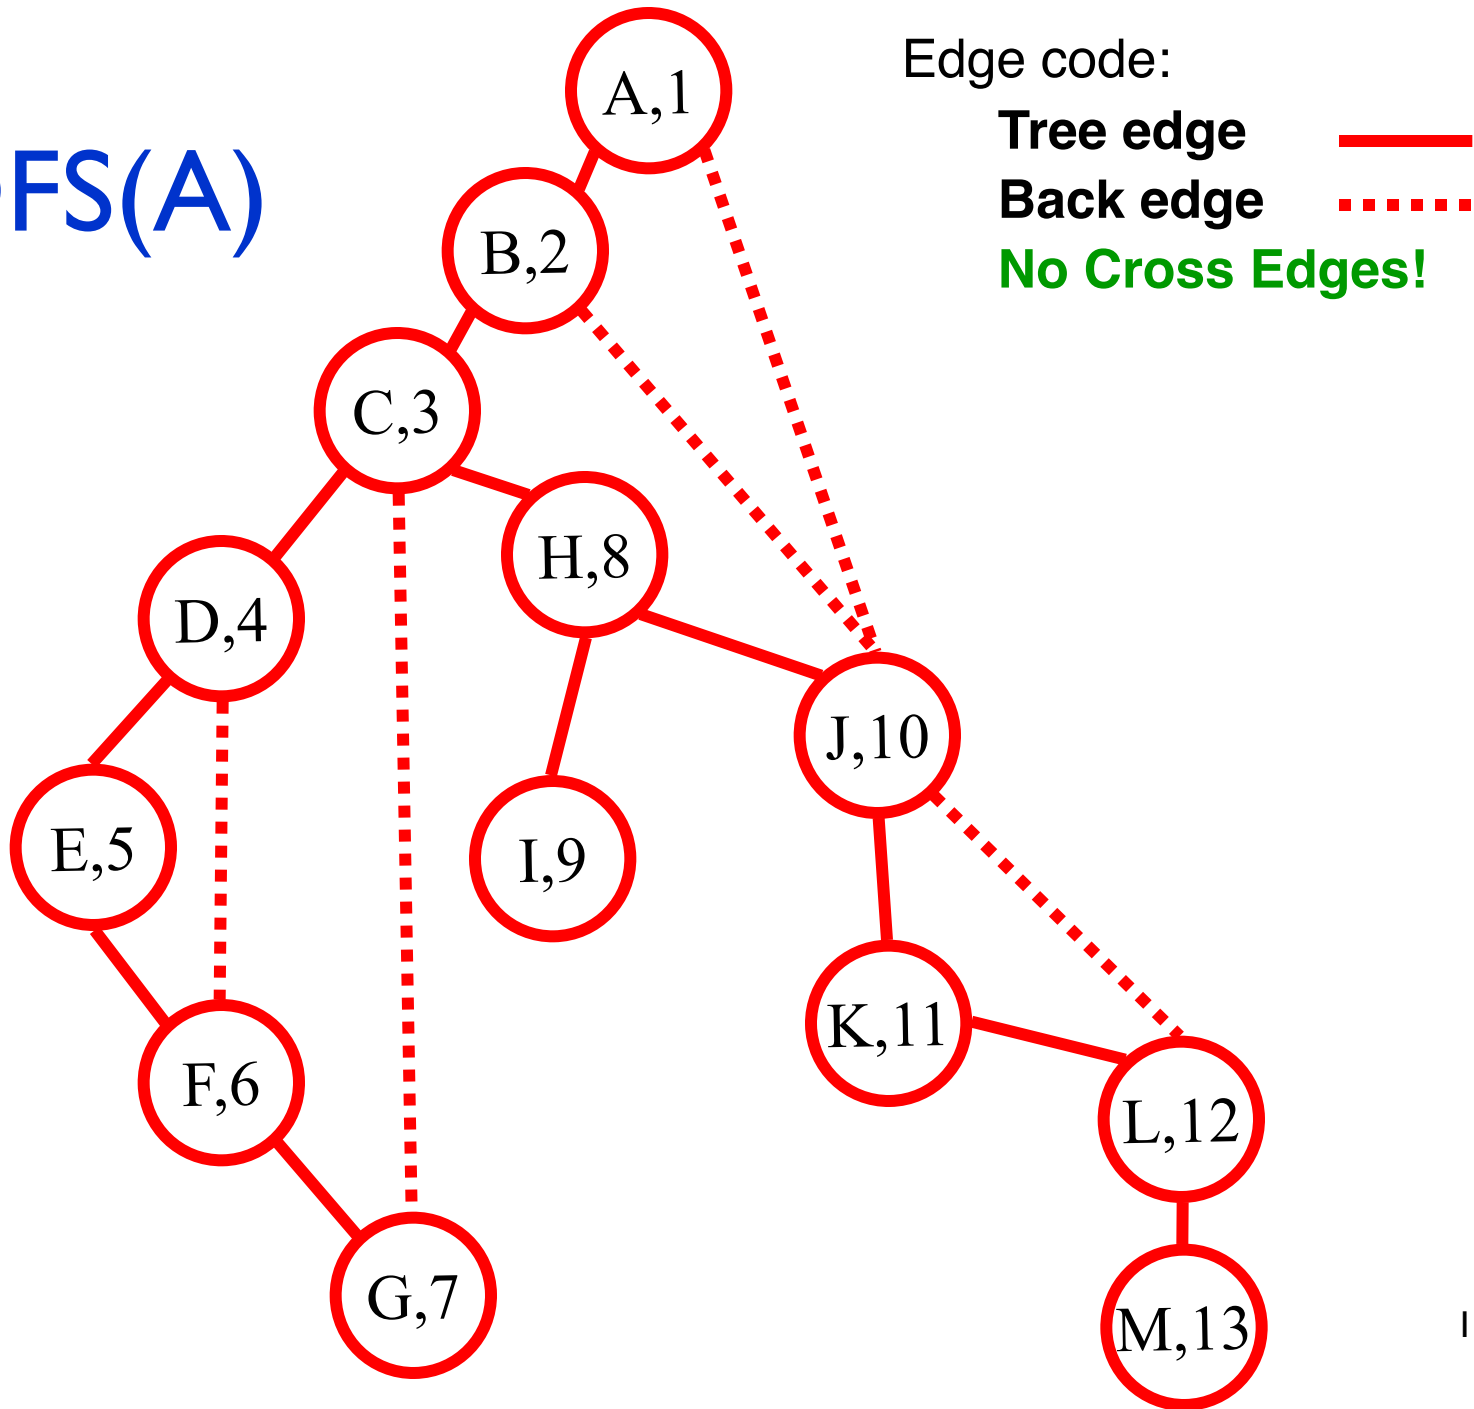 A,1
Edge code:
Tree edge
Back edge
No Cross Edges!
FS(A)
B,2
C,3
H,8
D,4
J,10
E,5
I,9
K,11
F,6
L,12
G,7
M,13